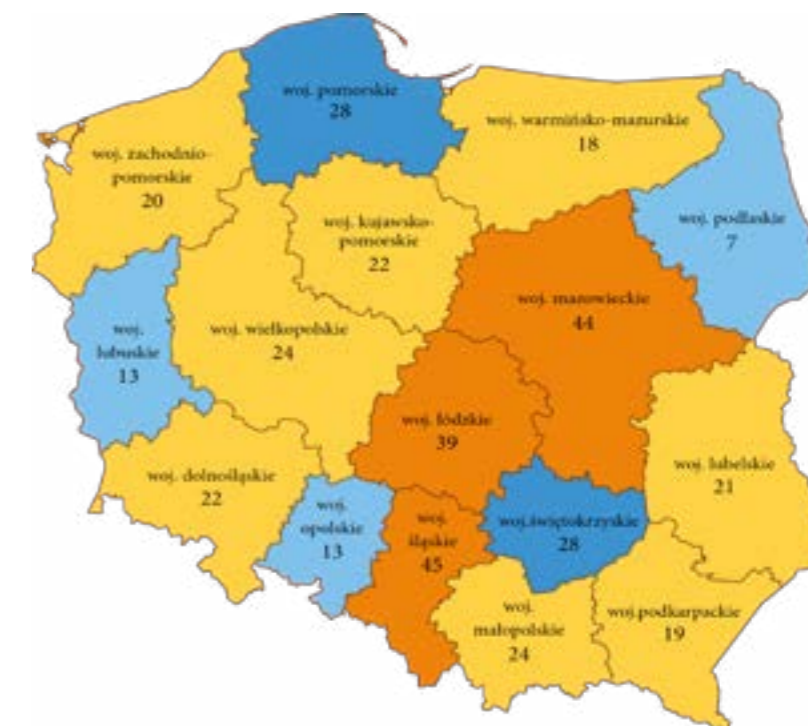 woj. pomorskie
28
woj. warmińsko-mazurskie
18
woj. zachodnio-
pomorskie
20
woj. podlaskie
7
woj. kujawsko-
pomorskie
22
woj. mazowieckie
44
woj.
lubuskie
13
woj. wielkopolskie
24
woj. łódzkie
39
woj. lubelskie
21
woj. dolnośląskie
22
woj.
opolskie
13
woj.
śląskie
45
woj.świętokrzyskie
28
woj.
małopolskie
24
woj.podkarpackie
19